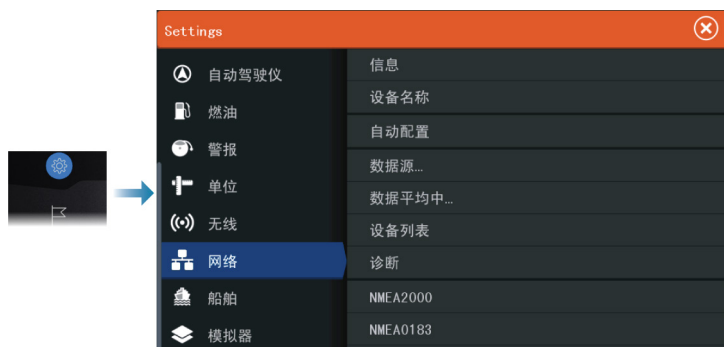 Settings
自动驾驶仪
燃油
警报
单位
无线
网络
船舶
模拟器
信息
设备名称
自动配置
数据源…
数据平均中…
设备列表
诊断
NMEA2000
NMEA0183